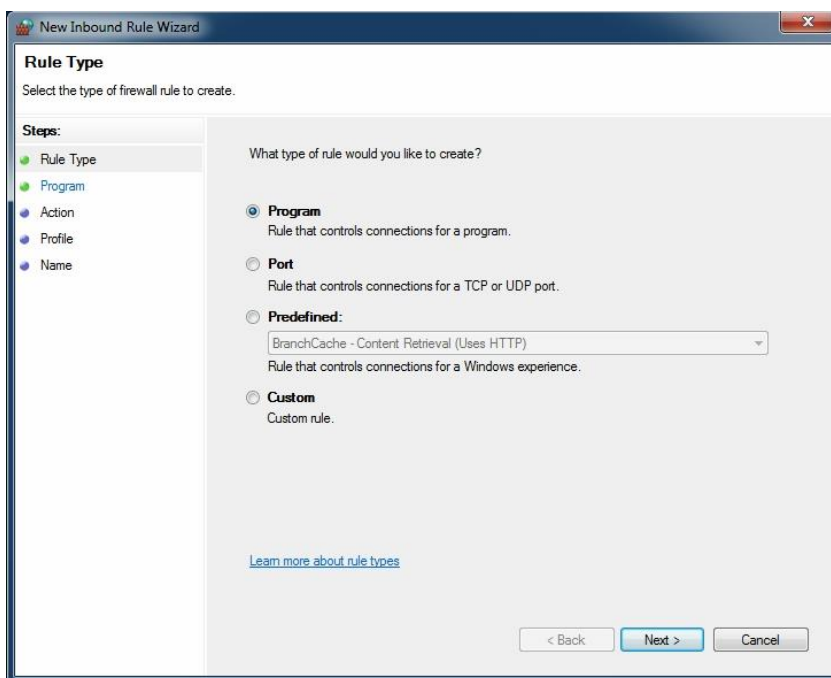 New Inbound Rule Wizard
Rule Type
Select the type of firewall rule to create.
Steps:
Rule Type
Program
Action
Profile
Name
What type of rule would you like to create?
Program
Rule that controls connections for a program.
Port
Rule that controls connections for a TCP or UDP port.
Predefined:
BranchCache - Content Retrieval (Uses HTTP)
Rule that controls connections for a Windows experience.
Custom
Custom rule.
Learn more about rule types
< Back Next > Cancel